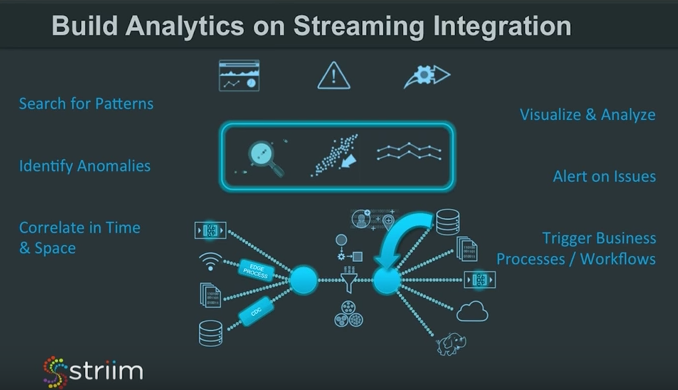 Build Analytics on Streaming Integration
Search for Patterns
Identify Anomalies
Correlate in Time
& Space
Visualize & Analyze
Alert on Issues
Trigger Business
Processes / Workflows
EDGE
PROCESS
CDC
striim